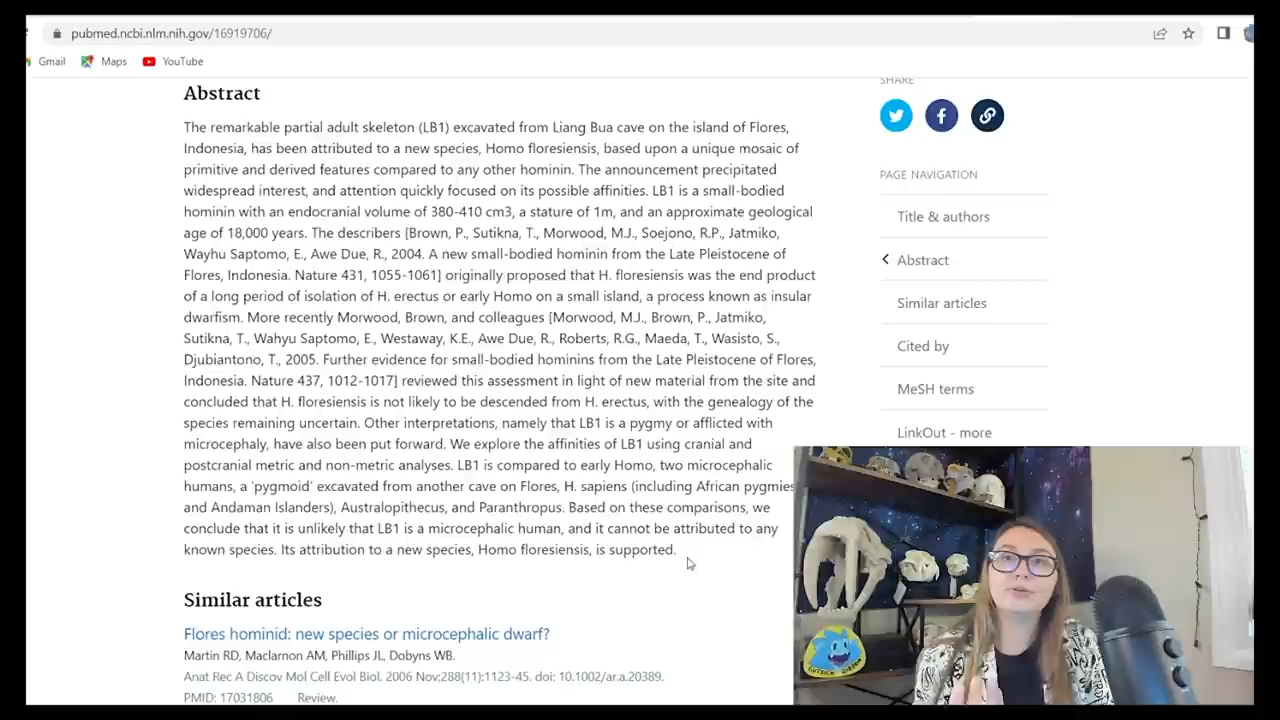 pubmed.ncbi.nlm.nih.gov/16919706/
Gmail
Maps
YouTube
Abstract
The remarkable partial adult skeleton (LB1) excavated from Liang Bua cave on the island of Flores,
Indonesia, has been attributed to a new species, Homo floresiensis, based upon a unique mosaic of
primitive and derived features compared to any other hominin. The announcement precipitated
widespread interest, and attention quickly focused on its possible affinities. LB1 is a small-bodied
hominin with an endocranial volume of 380-410 cm3, a stature of 1m, and an approximate geological
age of 18,000 years. The describers [Brown, P., Sutikna, T., Morwood, M.J., Soejono, R.P., Jatmiko,
Wayhu Saptomo, E., Awe Due, R., 2004. A new small-bodied hominin from the Late Pleistocene of
Flores, Indonesia. Nature 431, 1055-1061] originally proposed that H. floresiensis was the end product
of a long period of isolation of H. erectus or early Homo on a small island, a process known as insular
dwarfism. More recently Morwood, Brown, and colleagues [Morwood, M.J., Brown, P., Jatmiko,
Sutikna, T., Wahyu Saptomo, E., Westaway, K.E., Awe Due, R., Roberts, R.G., Maeda, T., Wasisto, S.,
Djubiantono, T., 2005. Further evidence for small-bodied hominins from the Late Pleistocene of Flores,
Indonesia. Nature 437, 1012-1017] reviewed this assessment in light of new material from the site and
concluded that H. floresiensis is not likely to be descended from H. erectus, with the genealogy of the
species remaining uncertain. Other interpretations, namely that LB1 is a pygmy or afflicted with
microcephaly, have also been put forward. We explore the affinities of LB1 using cranial and
postcranial metric and non-metric analyses. LB1 is compared to early Homo, two microcephalic
humans, a 'pygmoid' excavated from another cave on Flores, H. sapiens (including African pygmies
and Andaman Islanders), Australopithecus, and Paranthropus. Based on these comparisons, we
conclude that it is unlikely that LB1 is a microcephalic human, and it cannot be attributed to any
known species. Its attribution to a new species, Homo floresiensis, is supported.
Similar articles
Flores hominid: new species or microcephalic dwarf?
Martin RD, Maclarnon AM, Phillips JL, Dobyns WB.
Anat Rec A Discov Mol Cell Evol Biol. 2006 Nov;288(11):1123-45. doi: 10.1002/ar.a.20389.
PMID: 17031806 Review.
SHARE
PAGE NAVIGATION
Title & authors
Abstract
Similar articles
Cited by
MeSH terms
LinkOut - more